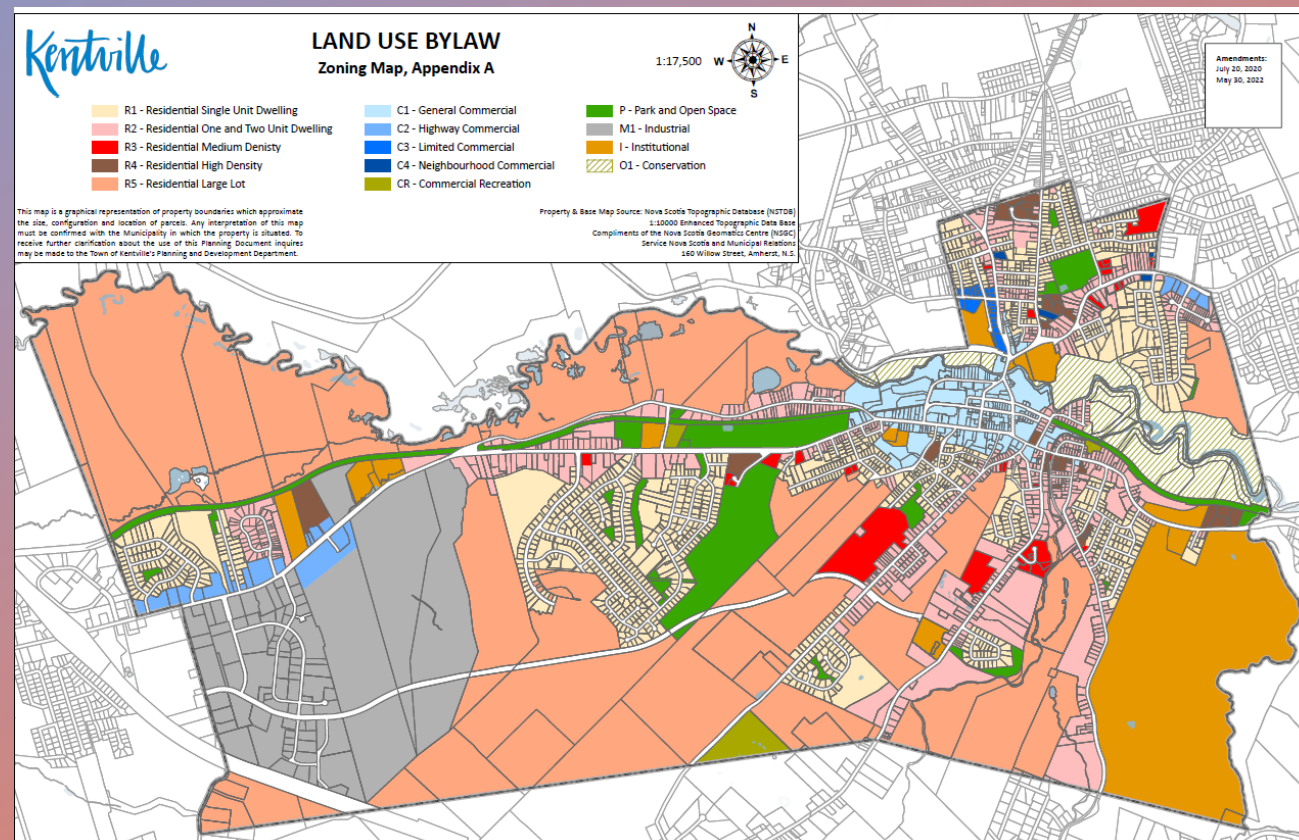 Kentville
LAND USE BYLAW
Zoning Map, Appendix A
1:17,500
N
W
E
S
Amendments:
July 20, 2020
May 30, 2022
R1 - Residential Single Unit Dwelling
R2 - Residential One and Two Unit Dwelling
R3 - Residential Medium Denisty
R4 - Residential High Density
R5 - Residential Large Lot
C1 - General Commercial
C2 - Highway Commercial
C3 - Limited Commercial
C4 - Neighbourhood Commercial
CR - Commercial Recreation
P - Park and Open Space
M1 - Industrial
I - Institutional
O1 - Conservation
This map is a graphical representation of property boundaries which approximate
the size, configuration and location of parcels. Any interpretation of this map
must be confirmed with the Municipality in which the property is situated. To
receive further clarification about the use of this Planning Document inquires
may be made to the Town of Kentville's Planning and Development Department.
Property & Base Map Source: Nova Scotia Topographic Database (NSTDB)
1:10000 Enhanced Topographic Data Base
Compliments of the Nova Scotia Geomatics Centre (NSGC)
Service Nova Scotia and Municipal Relations
160 Willow Street, Amherst, N.S.